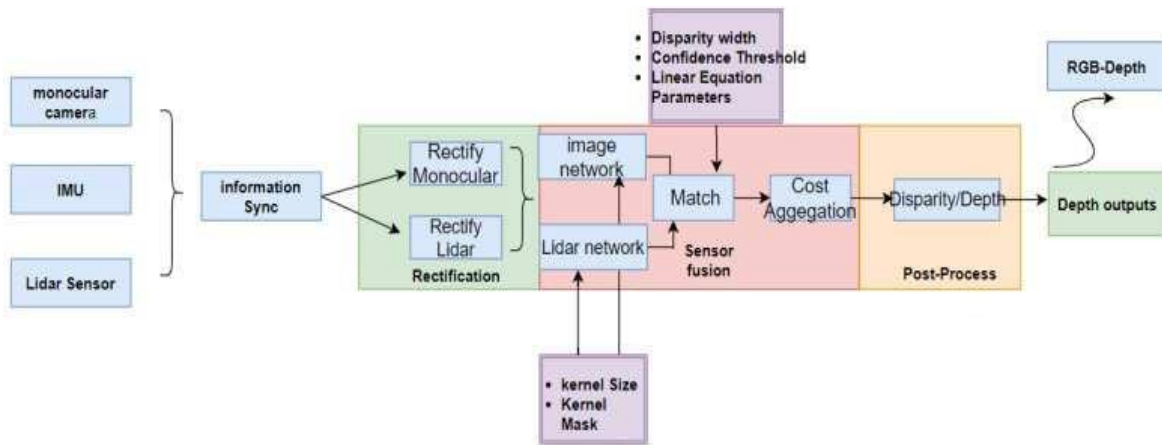 monocular
camera
IMU
Lidar Sensor
information
Sync
Rectify
Monocular
Rectify
Lidar
Rectification
• Disparity width
• Confidence Threshold
• Linear Equation
Parameters
image
network
Lidar network
Match
Cost
Aggegation
Sensor
fusion
• kernel Size
• Kernel
Mask
Disparity/Depth
Post-Process
RGB-Depth
Depth outputs